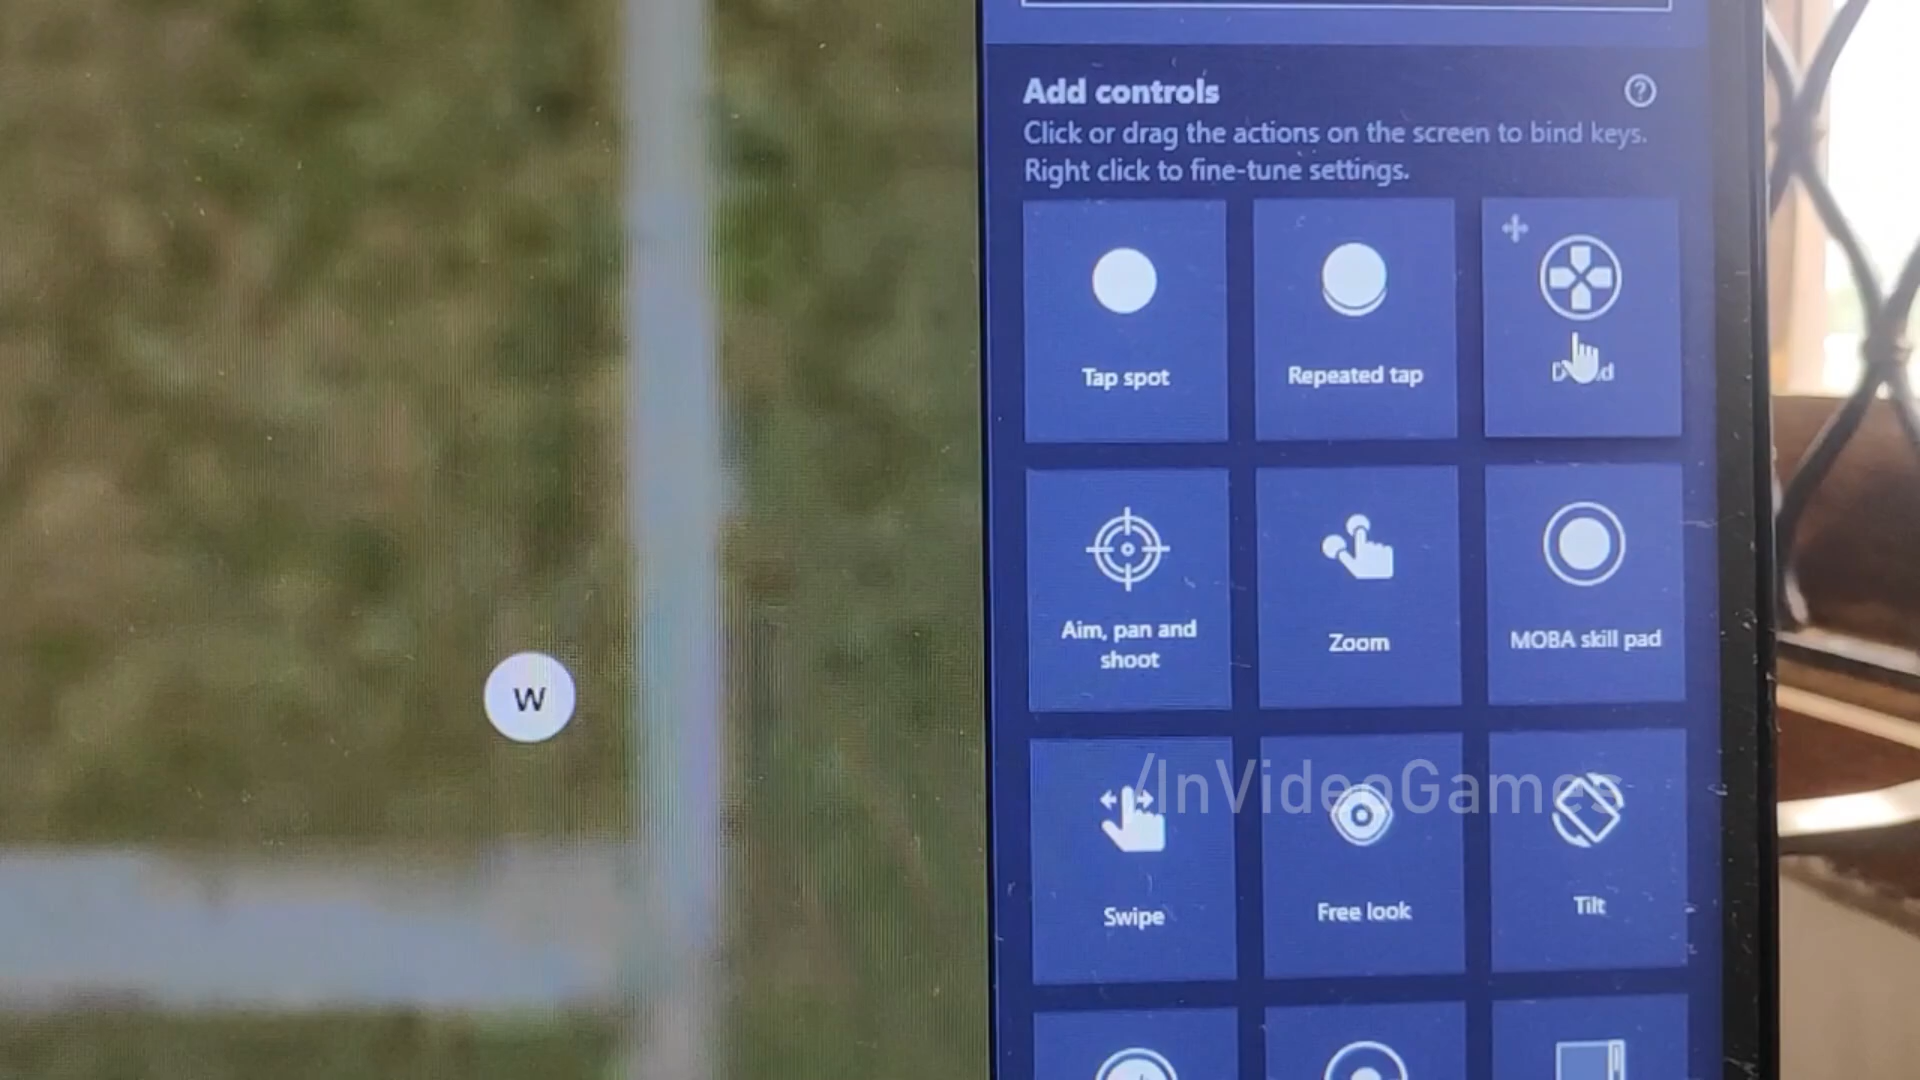 Add controls
Click or drag the actions on the screen to bind keys.
Right click to fine-tune settings.
Tap spot
Repeated tap
Aim, pan and
shoot
Zoom
MOBA skill pad
W
/InVideoGames
Swipe
Free look
Tilt